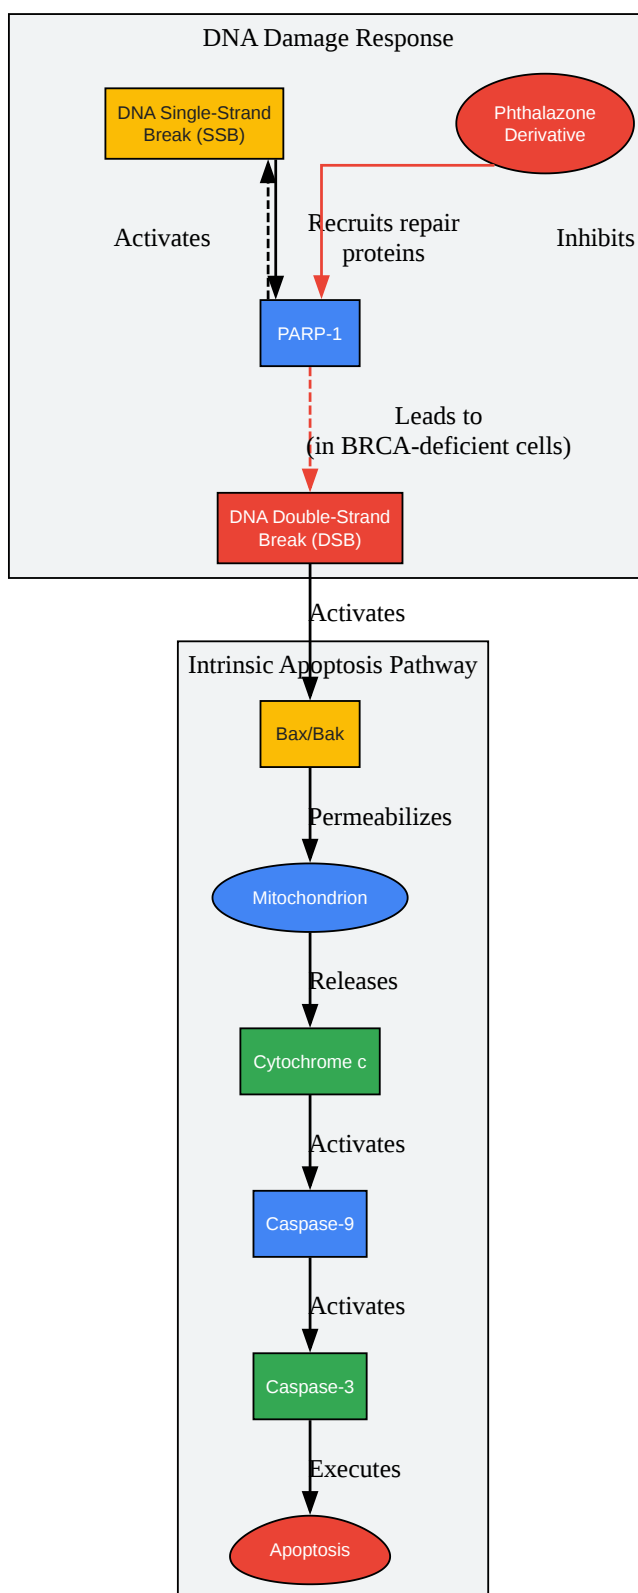 DNA Damage Response
DNA Single-Strand
Break (SSB)
Phthalazone
Derivative
Activates
Recruits repair
proteins
Inhibits
PARP-1
Leads to
(in BRCA-deficient cells)
DNA Double-Strand
Break (DSB)
Activates
Intrinsic Apoptosis Pathway
Bax/Bak
Permeabilizes
Mitochondrion
Releases
Cytochrome c
Activates
Caspase-9
Activates
Caspase-3
Executes
Apoptosis